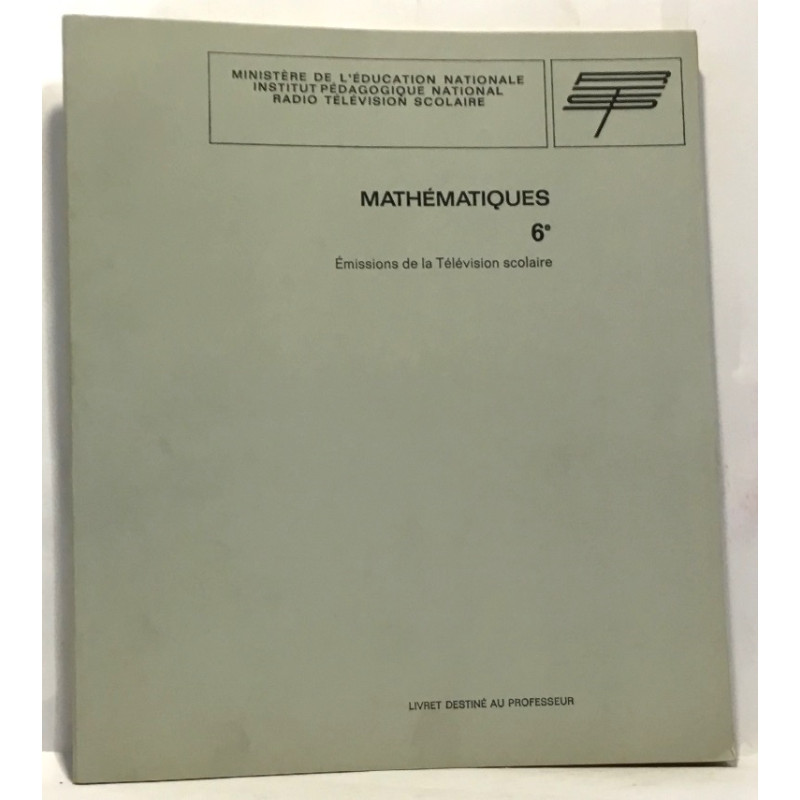 MINISTÈRE DE L'ÉDUCATION NATIONALE
INSTITUT PÉDAGOGIQUE NATIONAL
RADIO TÉLÉVISION SCOLAIRE
MATHÉMATIQUES
6e
Émissions de la Télévision scolaire
LIVRET DESTINÉ AU PROFESSEUR